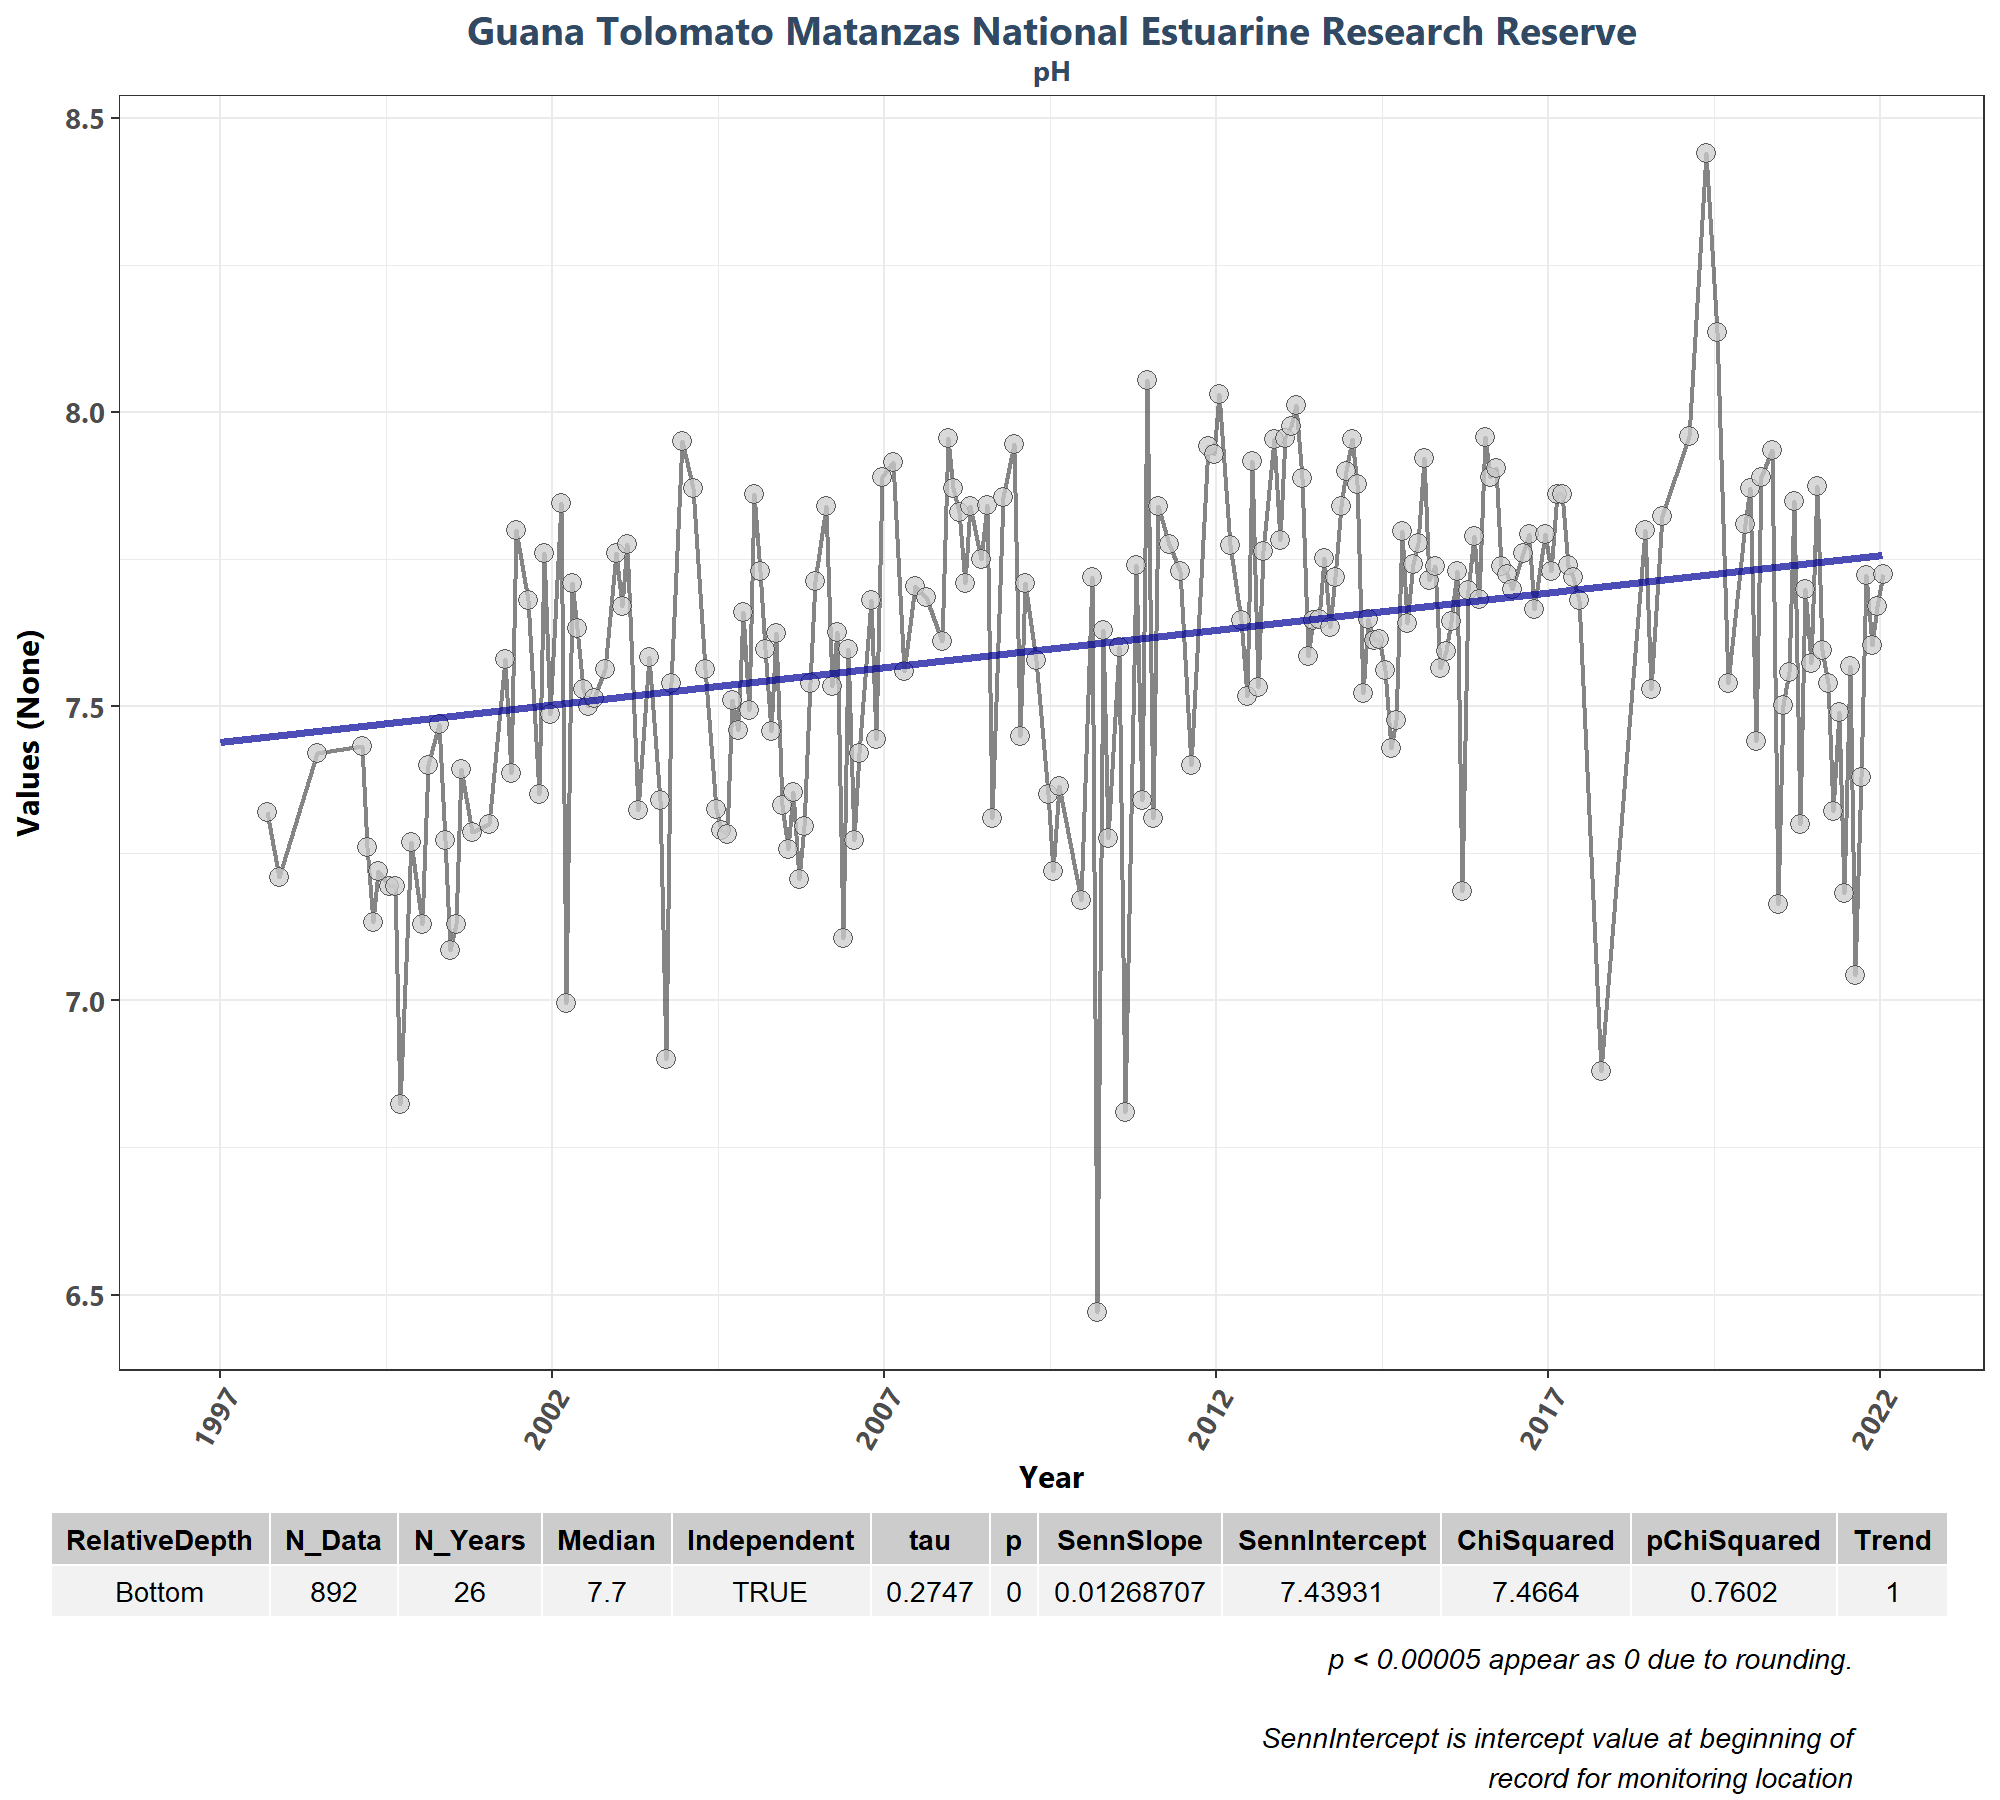 Guana Tolomato Matanzas National Estuarine Research Reserve
pH
8.5
8.0
7.5
7.0
6.5
Values (None)
1997 2002 2007 2012 2017 2022
Year
RelativeDepth N_Data N_Years Median Independent tau p SennSlope SennIntercept ChiSquared pChiSquared Trend
Bottom 892 26 7.7 TRUE 0.2747 0 0.01268707 7.43931 7.4664 0.7602 1
p < 0.00005 appear as 0 due to rounding.
SennIntercept is intercept value at beginning of
record for monitoring location